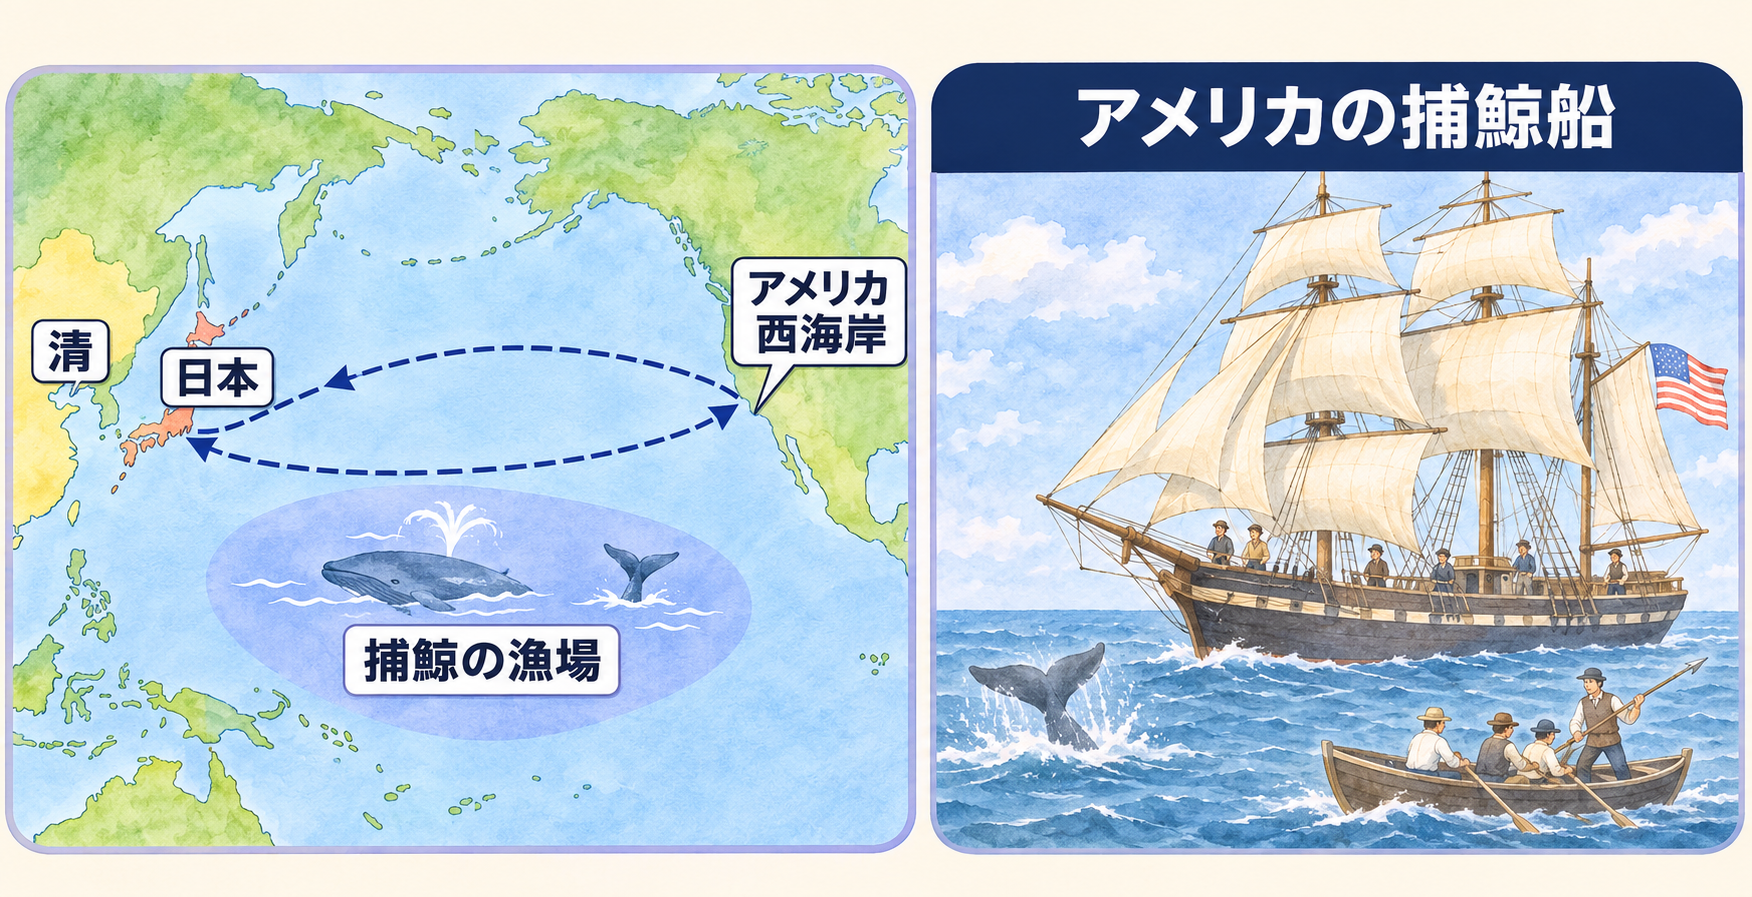 清
日本
アメリカ
西海岸
捕鯨の漁場
アメリカの捕鯨船